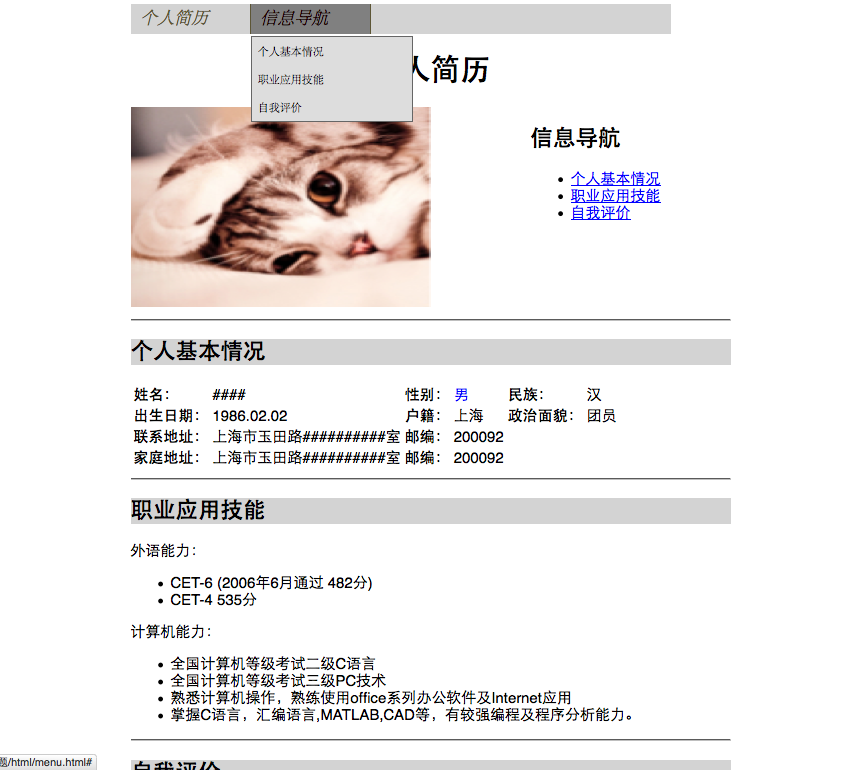 个人简历 信息导航
个人基本情况
职业应用技能
自我评价
人简历
信息导航
个人基本情况
职业应用技能
自我评价
个人基本情况
姓名： #### 性别： 男 民族： 汉
出生日期： 1986.02.02 户籍： 上海 政治面貌： 团员
联系地址： 上海市玉田路##########室 邮编： 200092
家庭地址： 上海市玉田路##########室 邮编： 200092
职业应用技能
外语能力：
CET-6 (2006年6月通过 482分)
CET-4 535分
计算机能力：
全国计算机等级考试二级C语言
全国计算机等级考试三级PC技术
熟悉计算机操作，熟练使用office系列办公软件及Internet应用
掌握C语言，汇编语言,MATLAB,CAD等，有较强编程及程序分析能力。
自我评价
题/html/menu.html#